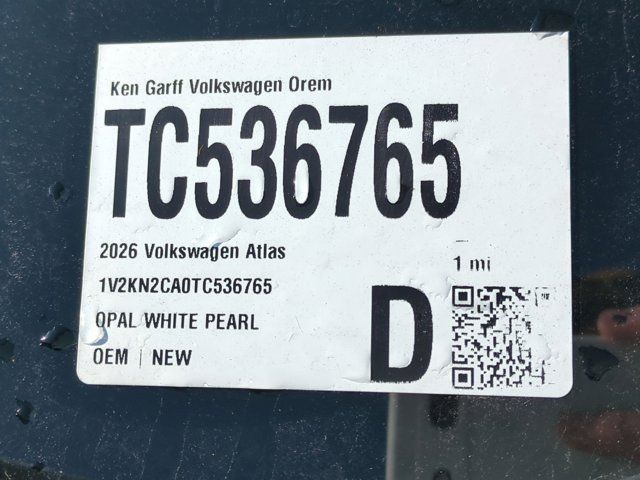 Ken Garff Volkswagen Orem
TC536765
2026 Volkswagen Atlas
1 mi
1V2KN2CA0TC536765
OPAL WHITE PEARL
OEM | NEW
D